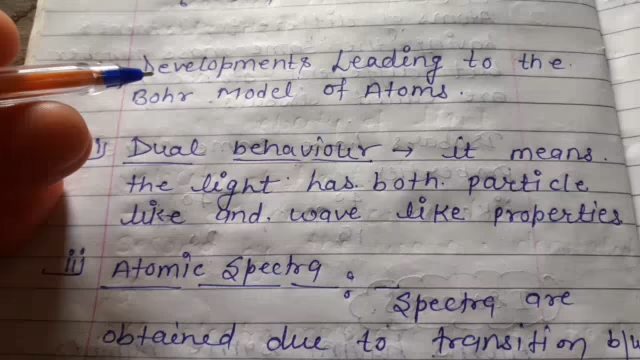 Developments Leading to the
Bohr Model of Atoms.
i) Dual behaviour → it means
the light has both particle
like and wave like properties
ii) Atomic Spectra :-
Spectra are
obtained due to transition b/w